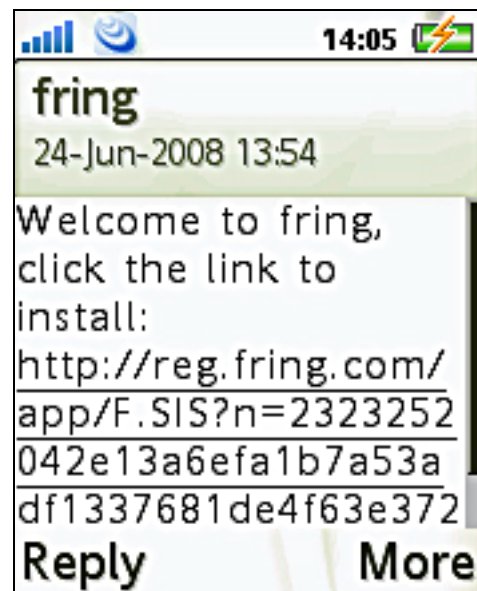 14:05
fring
24-Jun-2008 13:54
Welcome to fring,
click the link to
install:
http://reg.fring.com/
app/F.SIS?n=2323252
042e13a6efa1b7a53a
df1337681de4f63e372
Reply More